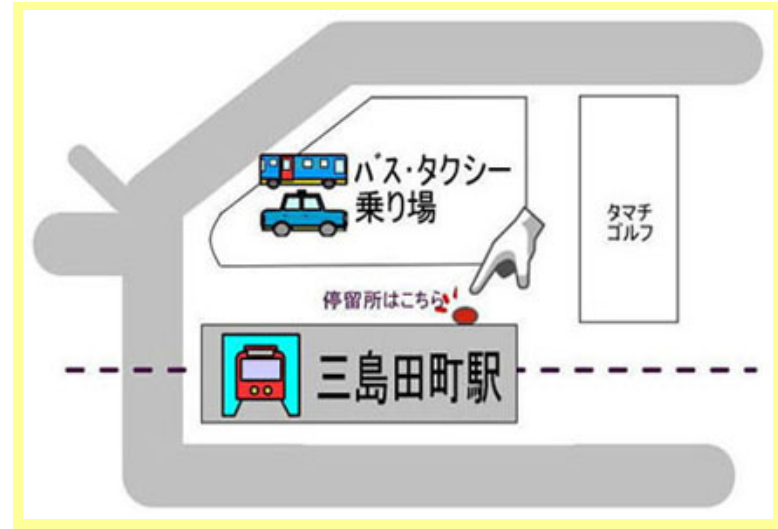 バス・タクシー
乗り場
タマチ
ゴルフ
停留所はこちら
三島田町駅